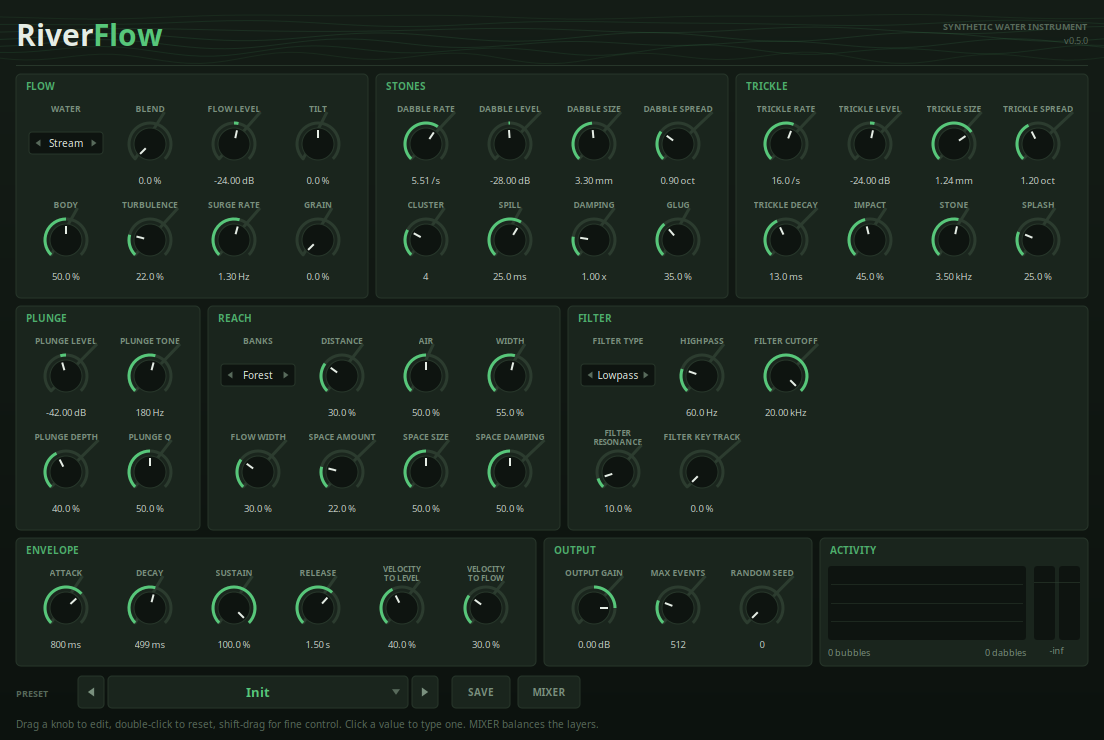 RiverFlow
SYNTHETIC WATER INSTRUMENT
v0.5.0
FLOW
WATER BLEND FLOW LEVEL TILT
Stream
0.0 % -24.00 dB 0.0 %
BODY TURBULENCE SURGE RATE GRAIN
50.0 % 22.0 % 1.30 Hz 0.0 %
STONES
DABBLE RATE DABBLE LEVEL DABBLE SIZE DABBLE SPREAD
5.51 /s -28.00 dB 3.30 mm 0.90 oct
CLUSTER SPILL DAMPING GLUG
4 25.0 ms 1.00 x 35.0 %
TRICKLE
TRICKLE RATE TRICKLE LEVEL TRICKLE SIZE TRICKLE SPREAD
16.0 /s -24.00 dB 1.24 mm 1.20 oct
TRICKLE DECAY IMPACT STONE SPLASH
13.0 ms 45.0 % 3.50 kHz 25.0 %
PLUNGE
PLUNGE LEVEL PLUNGE TONE
-42.00 dB 180 Hz
PLUNGE DEPTH PLUNGE Q
40.0 % 50.0 %
REACH
BANKS DISTANCE AIR WIDTH
Forest
30.0 % 50.0 % 55.0 %
FLOW WIDTH SPACE AMOUNT SPACE SIZE SPACE DAMPING
30.0 % 22.0 % 50.0 % 50.0 %
FILTER
FILTER TYPE HIGHPASS FILTER CUTOFF
Lowpass
60.0 Hz 20.00 kHz
FILTER
RESONANCE FILTER KEY TRACK
10.0 % 0.0 %
ENVELOPE
ATTACK DECAY SUSTAIN RELEASE VELOCITY
TO LEVEL VELOCITY
TO FLOW
800 ms 499 ms 100.0 % 1.50 s 40.0 % 30.0 %
OUTPUT
OUTPUT GAIN MAX EVENTS RANDOM SEED
0.00 dB 512 0
ACTIVITY
0 bubbles 0 dabbles -inf
PRESET Init SAVE MIXER
Drag a knob to edit, double-click to reset, shift-drag for fine control. Click a value to type one. MIXER balances the layers.